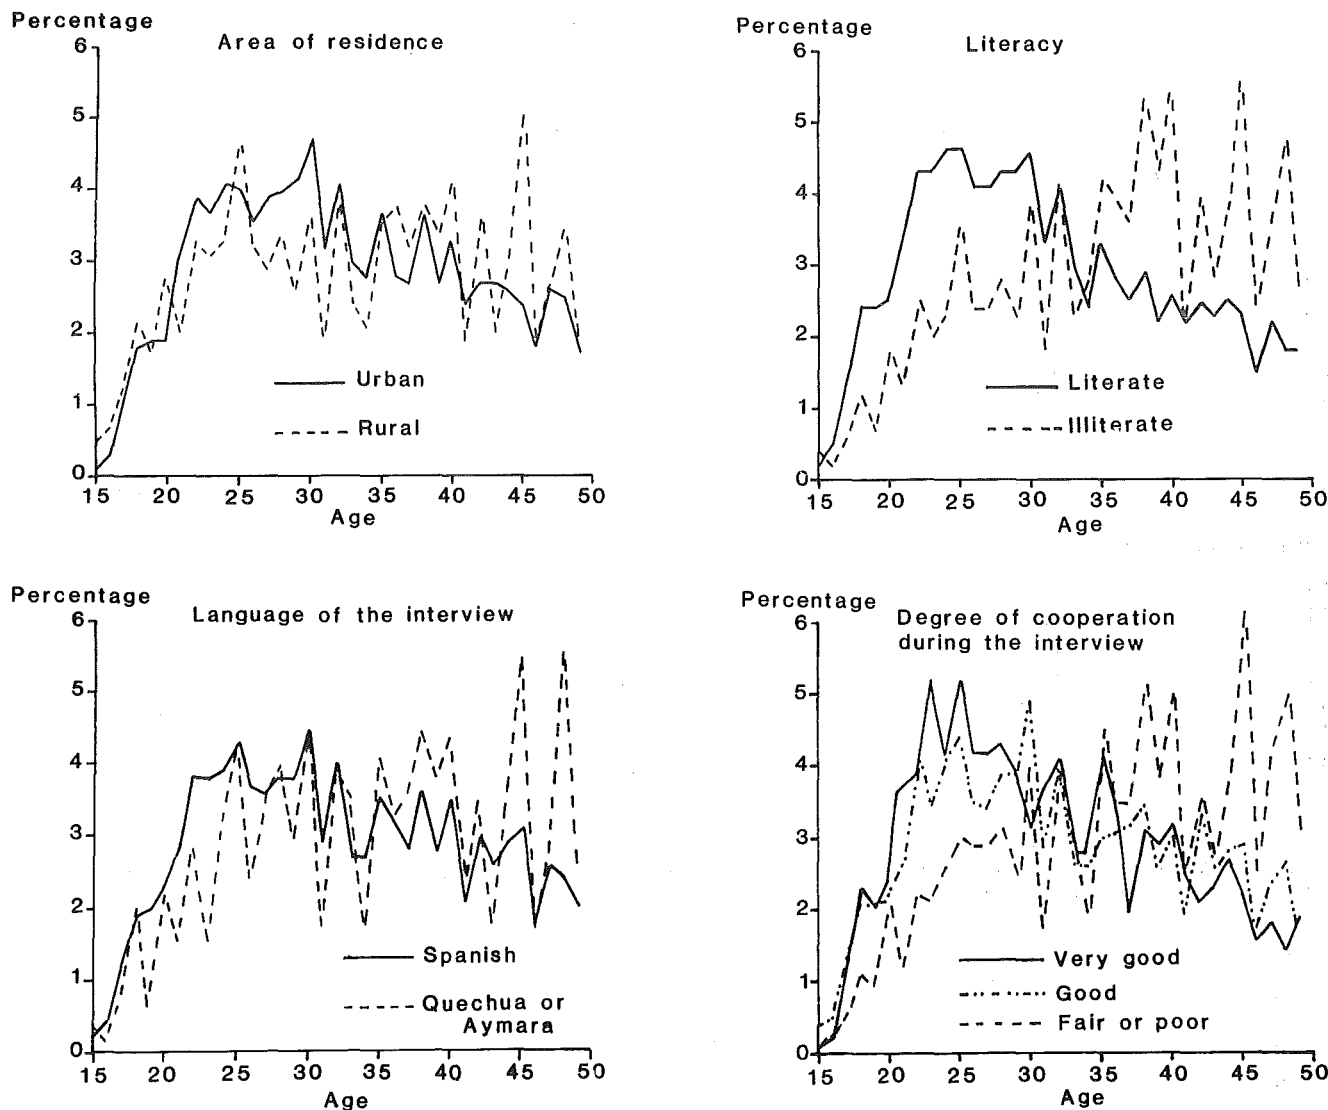 Percentage
Area of residence
6
5
4
3
2
1
0
15 20 25 30 35 40 45 50
Age
Urban
Rural
Percentage
Literacy
6
5
4
3
2
1
0
15 20 25 30 35 40 45 50
Age
Literate
Illiterate
Percentage
Language of the interview
6
5
4
3
2
1
0
15 20 25 30 35 40 45 50
Age
Spanish
Quechua or
Aymara
Percentage
Degree of cooperation
during the interview
6
5
4
3
2
1
0
15 20 25 30 35 40 45 50
Age
Very good
Good
Fair or poor